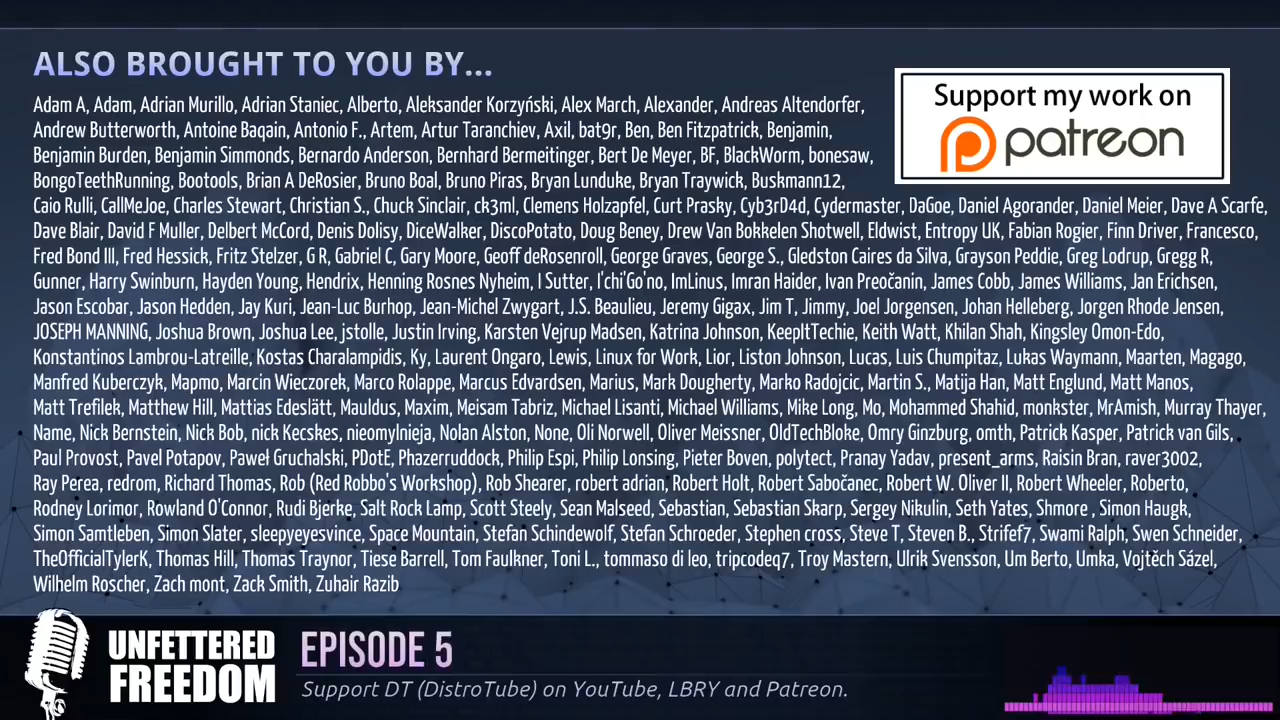 ALSO BROUGHT TO YOU BY...
Adam A, Adam, Adrian Murillo, Adrian Staniec, Alberto, Aleksander Korzyński, Alex March, Alexander, Andreas Altendorfer,
Andrew Butterworth, Antoine Baqain, Antonio F., Artem, Artur Taranchiev, Axil, bat9r, Ben, Ben Fitzpatrick, Benjamin,
Benjamin Burden, Benjamin Simmonds, Bernardo Anderson, Bernhard Bermeitinger, Bert De Meyer, BF, BlackWorm, bonesaw,
BongoTeethRunning, Bootools, Brian A DeRosier, Bruno Boal, Bruno Piras, Bryan Lunduke, Bryan Traywick, Buskmann12,
Support my work on
patreon
Caio Rulli, CallMeJoe, Charles Stewart, Christian S., Chuck Sinclair, ck3ml, Clemens Holzapfel, Curt Prasky, Cyb3rD4d, Cydermaster, DaGoe, Daniel Agorander, Daniel Meier, Dave A Scarfe,
Dave Blair, David F Muller, Delbert McCord, Denis Dolisy, DiceWalker, DiscoPotato, Doug Beney, Drew Van Bokkelen Shotwell, Eldwist, Entropy UK, Fabian Rogier, Finn Driver, Francesco,
Fred Bond III, Fred Hessick, Fritz Stelzer, G R, Gabriel C, Gary Moore, Geoff deRosenroll, George Graves, George S., Gledston Caires da Silva, Grayson Peddie, Greg Lodrup, Gregg R,
Gunner, Harry Swinburn, Hayden Young, Hendrix, Henning Rosnes Nyheim, I Sutter, I'chi'Go'no, ImLinus, Imran Haider, Ivan Preočanin, James Cobb, James Williams, Jan Erichsen,
Jason Escobar, Jason Hedden, Jay Kuri, Jean-Luc Burhop, Jean-Michel Zwygart, J.S. Beaulieu, Jeremy Gigax, Jim T, Jimmy, Joel Jorgensen, Johan Helleberg, Jorgen Rhode Jensen,
JOSEPH MANNING, Joshua Brown, Joshua Lee, jstolle, Justin Irving, Karsten Vejrup Madsen, Katrina Johnson, KeepItTechie, Keith Watt, Khilan Shah, Kingsley Omon-Edo,
Konstantinos Lambrou-Latreille, Kostas Charalampidis, Ky, Laurent Ongaro, Lewis, Linux for Work, Lior, Liston Johnson, Lucas, Luis Chumpitaz, Lukas Waymann, Maarten, Magago,
Manfred Kuberczyk, Mapmo, Marcin Wieczorek, Marco Rolappe, Marcus Edvardsen, Marius, Mark Dougherty, Marko Radojcic, Martin S., Matija Han, Matt Englund, Matt Manos,
Matt Trefilek, Matthew Hill, Mattias Edeslätt, Mauldus, Maxim, Meisam Tabriz, Michael Lisanti, Michael Williams, Mike Long, Mo, Mohammed Shahid, monkster, MrAmish, Murray Thayer,
Name, Nick Bernstein, Nick Bob, nick Kecskes, nieomylnieja, Nolan Alston, None, Oli Norwell, Oliver Meissner, OldTechBloke, Omry Ginzburg, omth, Patrick Kasper, Patrick van Gils,
Paul Provost, Pavel Potapov, Paweł Gruchalski, PDotE, Phazerruddock, Philip Espi, Philip Lonsing, Pieter Boven, polytect, Pranay Yadav, present_arms, Raisin Bran, raver3002,
Ray Perea, redrom, Richard Thomas, Rob (Red Robbo's Workshop), Rob Shearer, robert adrian, Robert Holt, Robert Sabočanec, Robert W. Oliver II, Robert Wheeler, Roberto,
Rodney Lorimor, Rowland O'Connor, Rudi Bjerke, Salt Rock Lamp, Scott Steely, Sean Malseed, Sebastian, Sebastian Skarp, Sergey Nikulin, Seth Yates, Shmore , Simon Haugk,
Simon Samtleben, Simon Slater, sleepyeyesvince, Space Mountain, Stefan Schindewolf, Stefan Schroeder, Stephen cross, Steve T, Steven B., Strifef7, Swami Ralph, Swen Schneider,
TheOfficialTylerK, Thomas Hill, Thomas Traynor, Tiese Barrell, Tom Faulkner, Toni L., tommaso di leo, tripcodeq7, Troy Mastern, Ulrik Svensson, Um Berto, Umka, Vojtěch Sázel,
Wilhelm Roscher, Zach mont, Zack Smith, Zuhair Razib
UNFETTERED
FREEDOM
EPISODE 5
Support DT (DistroTube) on YouTube, LBRY and Patreon.